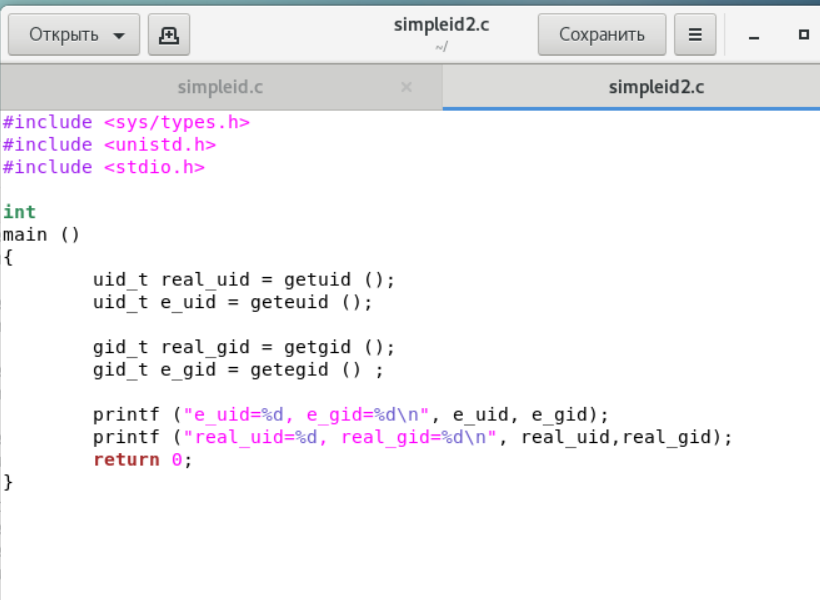 Открыть
simpleid2.c
~/
Сохранить
simpleid.c
simpleid2.c
#include <sys/types.h>
#include <unistd.h>
#include <stdio.h>
int
main ()
{
        uid_t real_uid = getuid ();
        uid_t e_uid = geteuid ();
        gid_t real_gid = getgid ();
        gid_t e_gid = getegid () ;
        printf ("e_uid=%d, e_gid=%d\n", e_uid, e_gid);
        printf ("real_uid=%d, real_gid=%d\n", real_uid,real_gid);
        return 0;
}